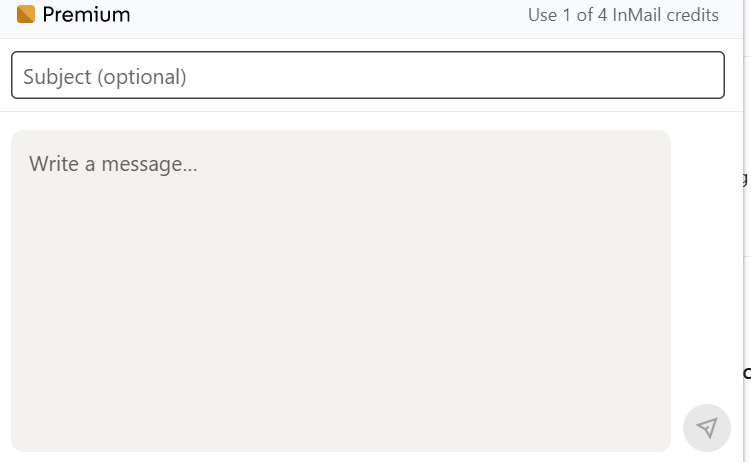 Premium
Use 1 of 4 InMail credits
Subject (optional)
Write a message...